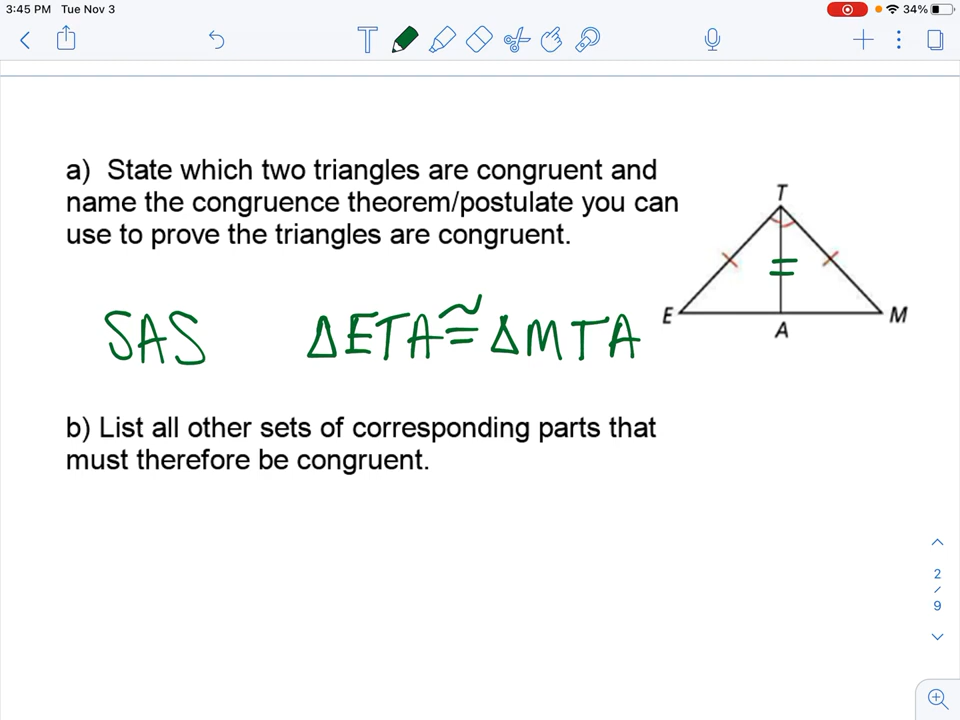 3:45 PM Tue Nov 3
34%
T
a) State which two triangles are congruent and
name the congruence theorem/postulate you can
use to prove the triangles are congruent.
T
E
A
M
SAS ΔETA ≅ ΔMTA
b) List all other sets of corresponding parts that
must therefore be congruent.
2
/
9